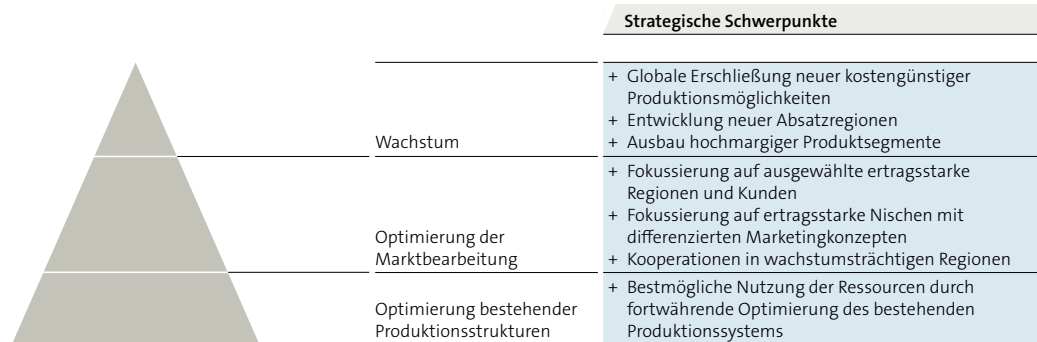 Strategische Schwerpunkte
Wachstum
+ Globale Erschließung neuer kostengünstiger
Produktionsmöglichkeiten
+ Entwicklung neuer Absatzregionen
+ Ausbau hochmargiger Produktsegmente
Optimierung der
Marktbearbeitung
+ Fokussierung auf ausgewählte ertragsstarke
Regionen und Kunden
+ Fokussierung auf ertragsstarke Nischen mit
differenzierten Marketingkonzepten
+ Kooperationen in wachstumsträchtigen Regionen
Optimierung bestehender
Produktionsstrukturen
+ Bestmögliche Nutzung der Ressourcen durch
fortwährende Optimierung des bestehenden
Produktionssystems